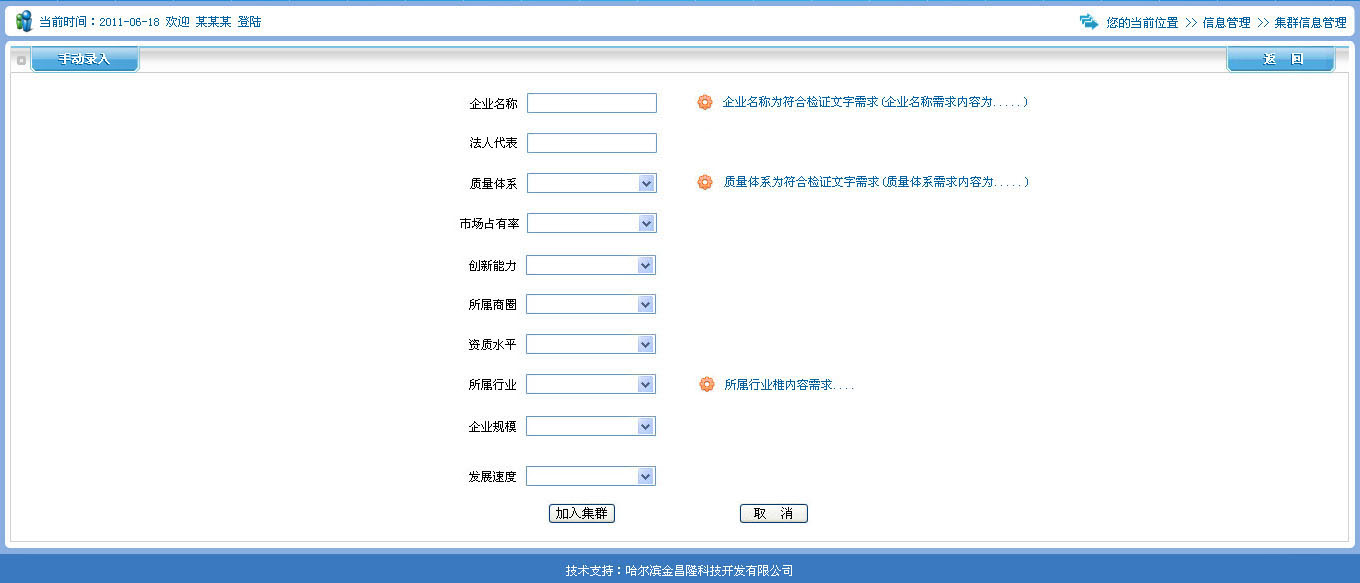 当前时间：2011-06-18 欢迎 某某某 登陆
您的当前位置 >> 信息管理 >> 集群信息管理
手动录入
返 回
企业名称
企业名称为符合检证文字需求(企业名称需求内容为.....)
法人代表
质量体系
质量体系为符合检证文字需求(质量体系需求内容为.....)
市场占有率
创新能力
所属商圈
资质水平
所属行业
所属行业椎内容需求....
企业规模
发展速度
加入集群
取 消
技术支持：哈尔滨金昌隆科技开发有限公司